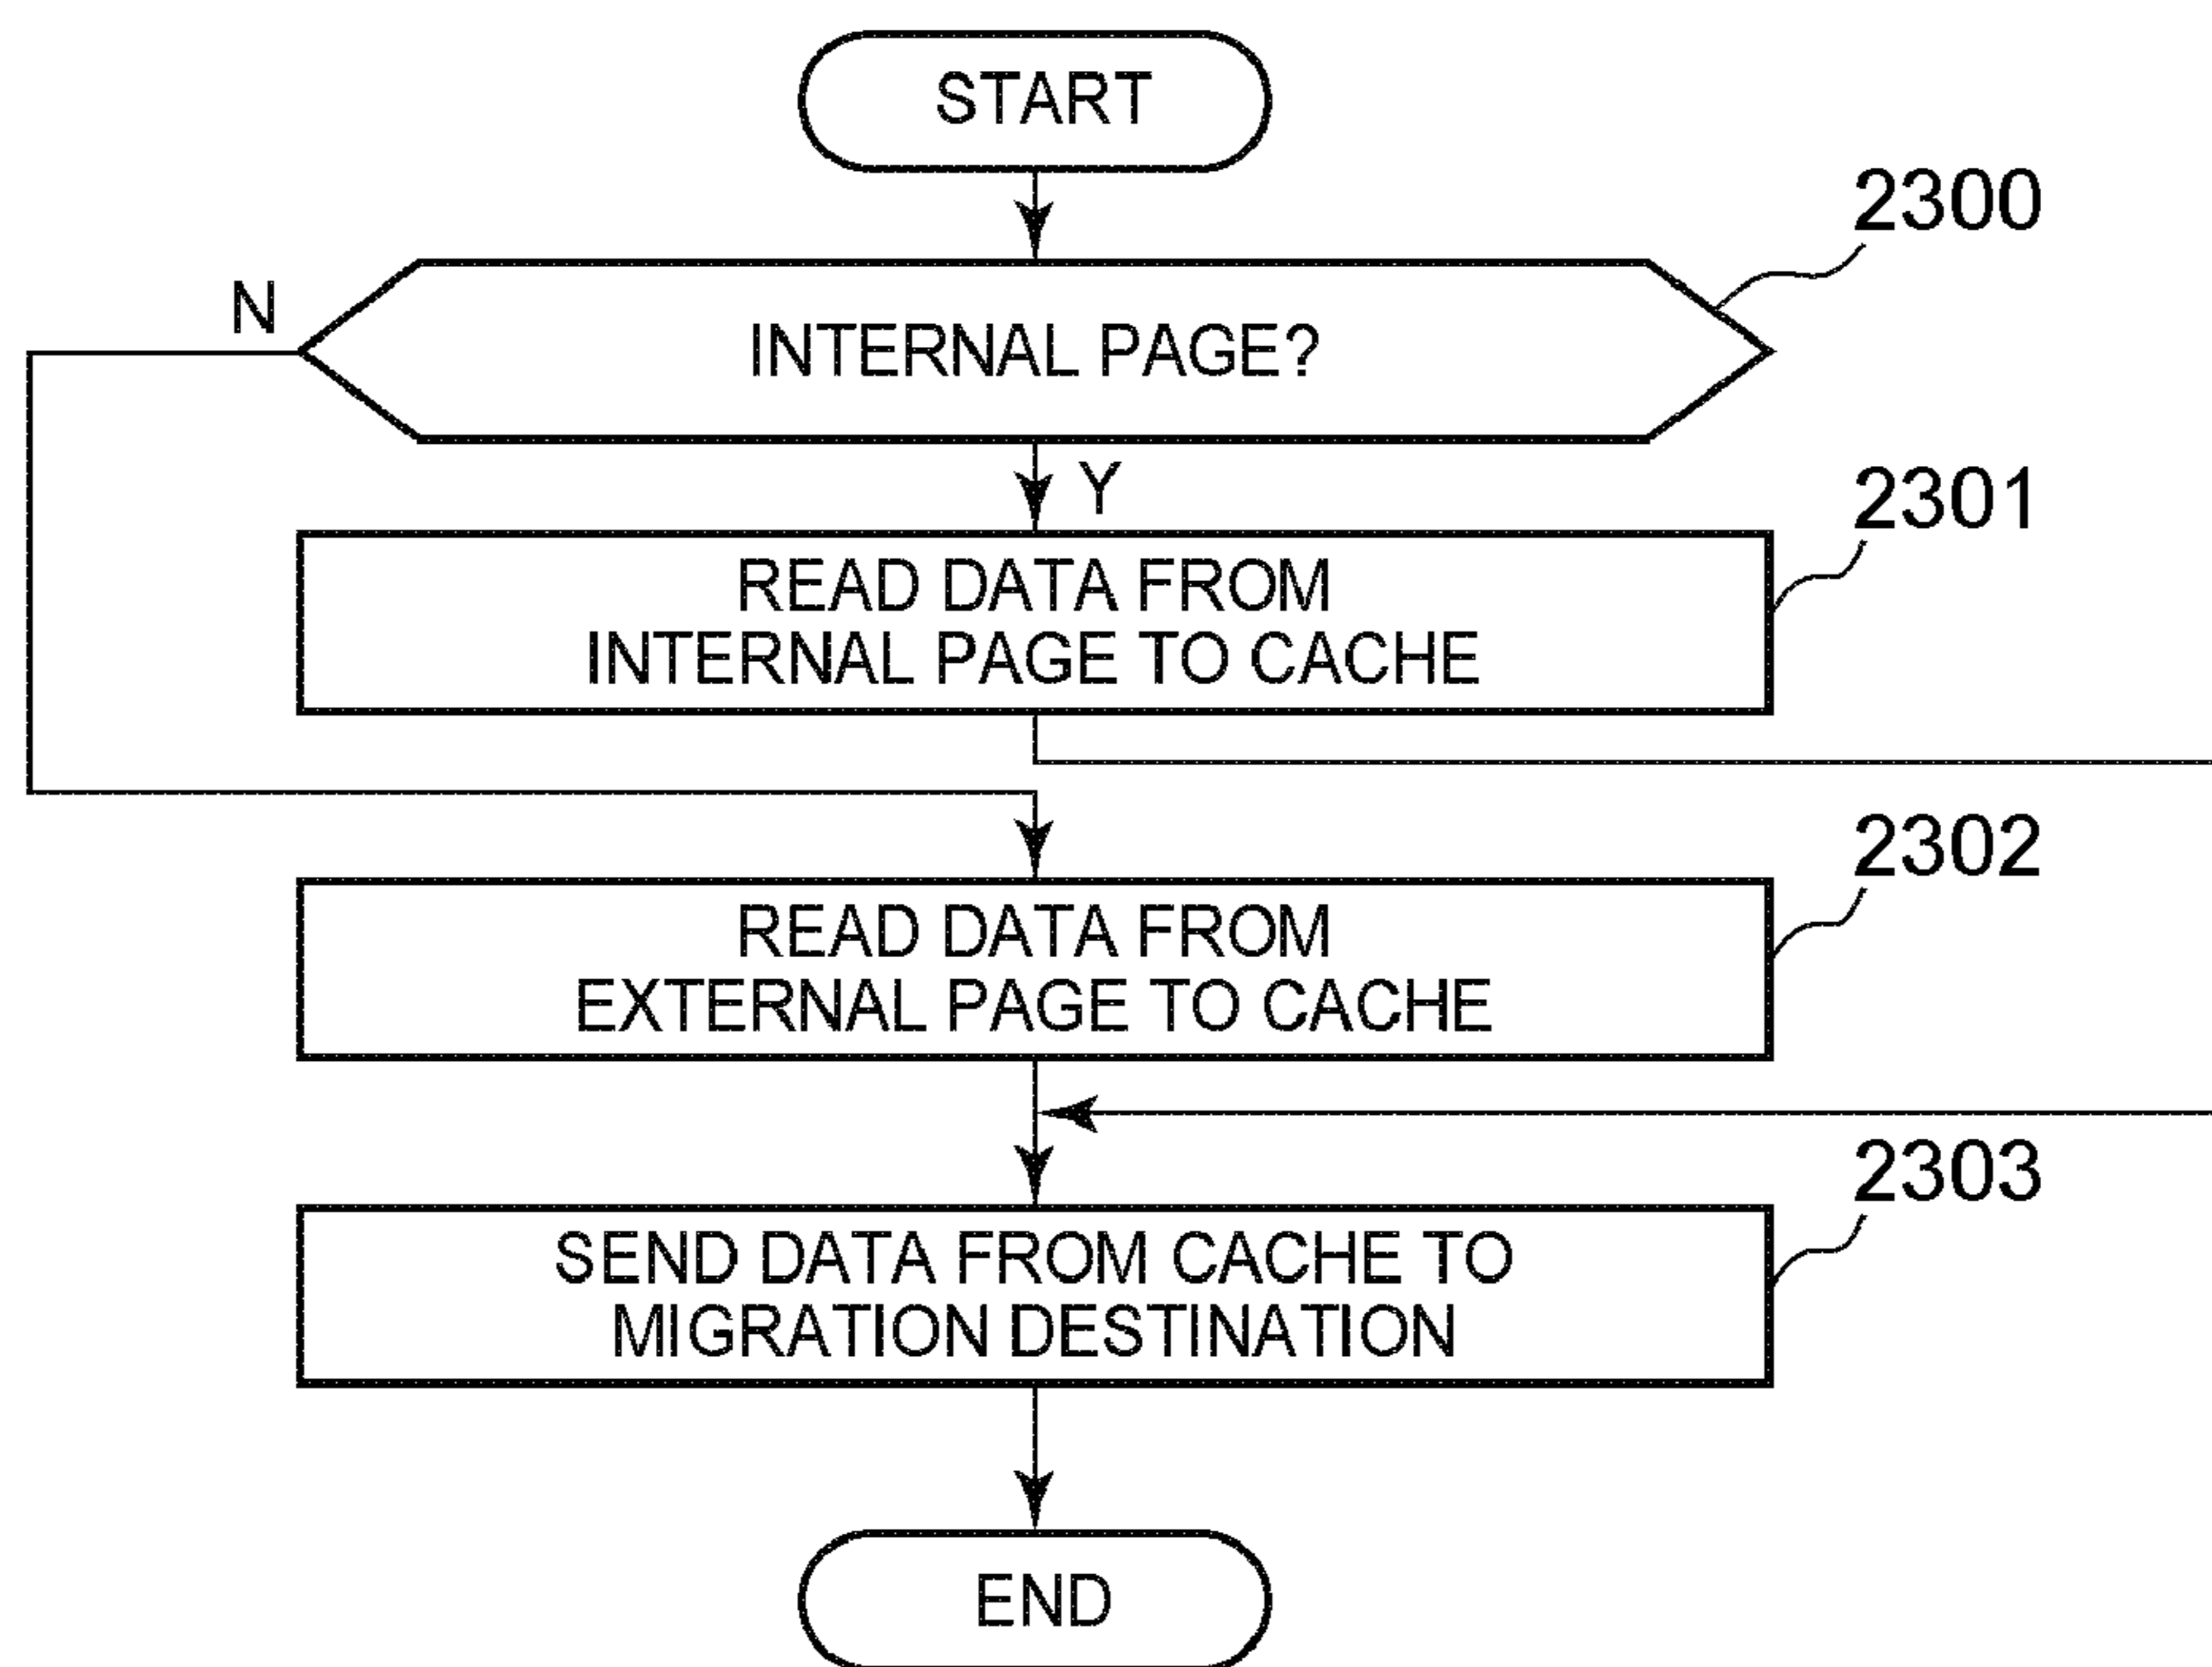 START
2300
N
INTERNAL PAGE?
Y
2301
READ DATA FROM
INTERNAL PAGE TO CACHE
2302
READ DATA FROM
EXTERNAL PAGE TO CACHE
2303
SEND DATA FROM CACHE TO
MIGRATION DESTINATION
END